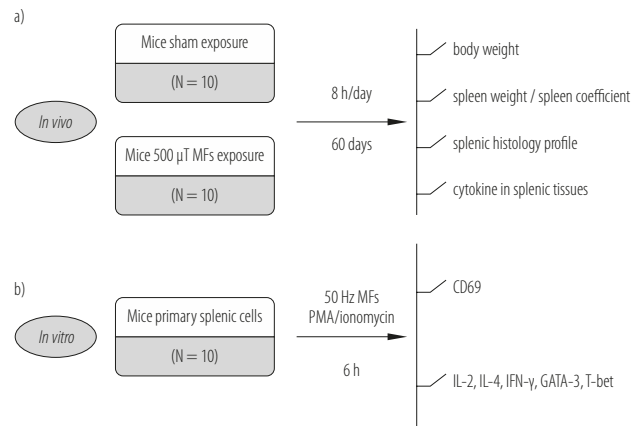 a)
Mice sham exposure
(N = 10)
In vivo
Mice 500 μT MFs exposure
(N = 10)
8 h/day
60 days
body weight
spleen weight / spleen coefficient
splenic histology profile
cytokine in splenic tissues
b)
In vitro
Mice primary splenic cells
(N = 10)
50 Hz MFs
PMA/ionomycin
6 h
CD69
IL-2, IL-4, IFN-γ, GATA-3, T-bet